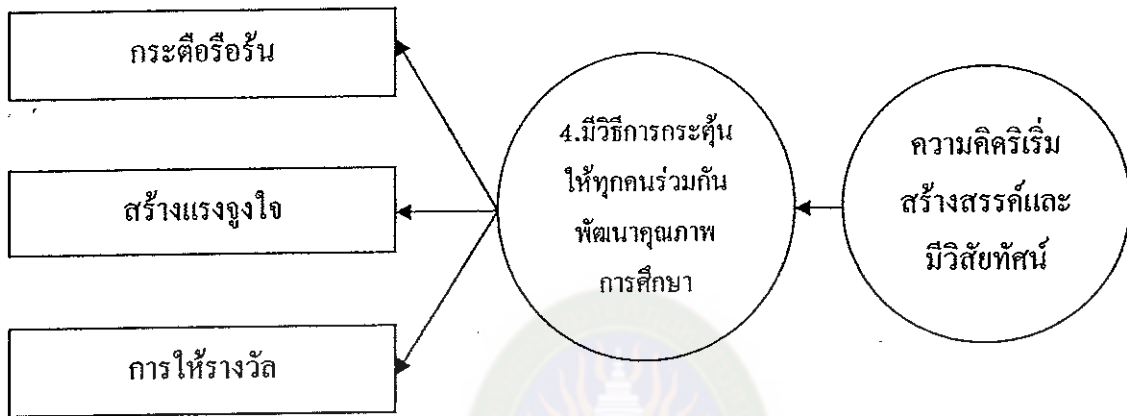 กระตือรือร้น
สร้างแรงจูงใจ
การให้รางวัล
4.มีวิธีการกระตุ้น
ให้ทุกคนร่วมกัน
พัฒนาคุณภาพ
การศึกษา
ความคิดริเริ่ม
สร้างสรรค์และ
มีวิสัยทัศน์